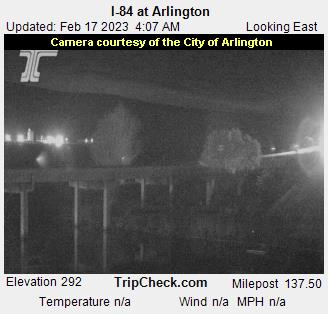 I-84 at Arlington
Updated: Feb 17 2023 4:07 AM Looking East
Camera courtesy of the City of Arlington
Elevation 292 TripCheck.com Milepost 137.50
Temperature n/a Wind n/a MPH n/a